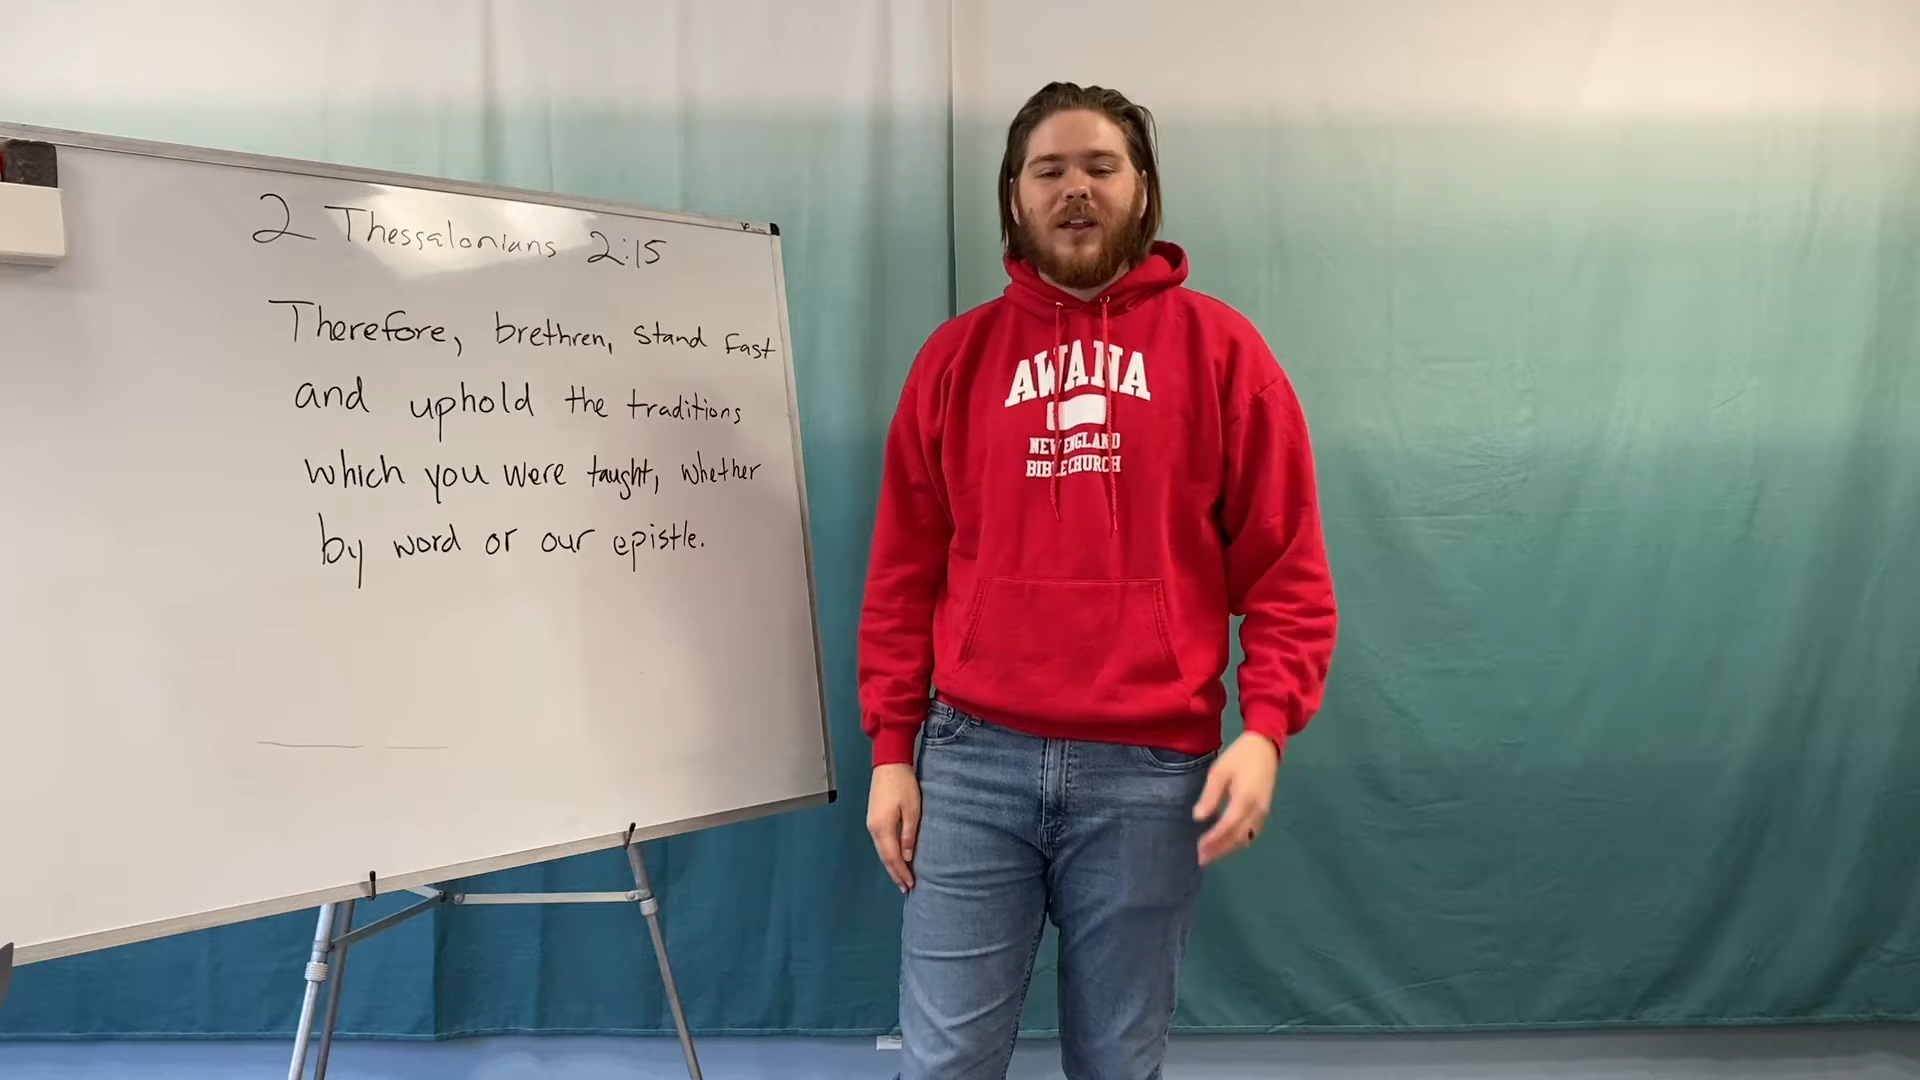 2 Thessalonians 2:15
Therefore, brethren, stand fast
and uphold the traditions
which you were taught, whether
by word or our epistle.
AWANA
NEW ENGLAND
BIBLE CHURCH